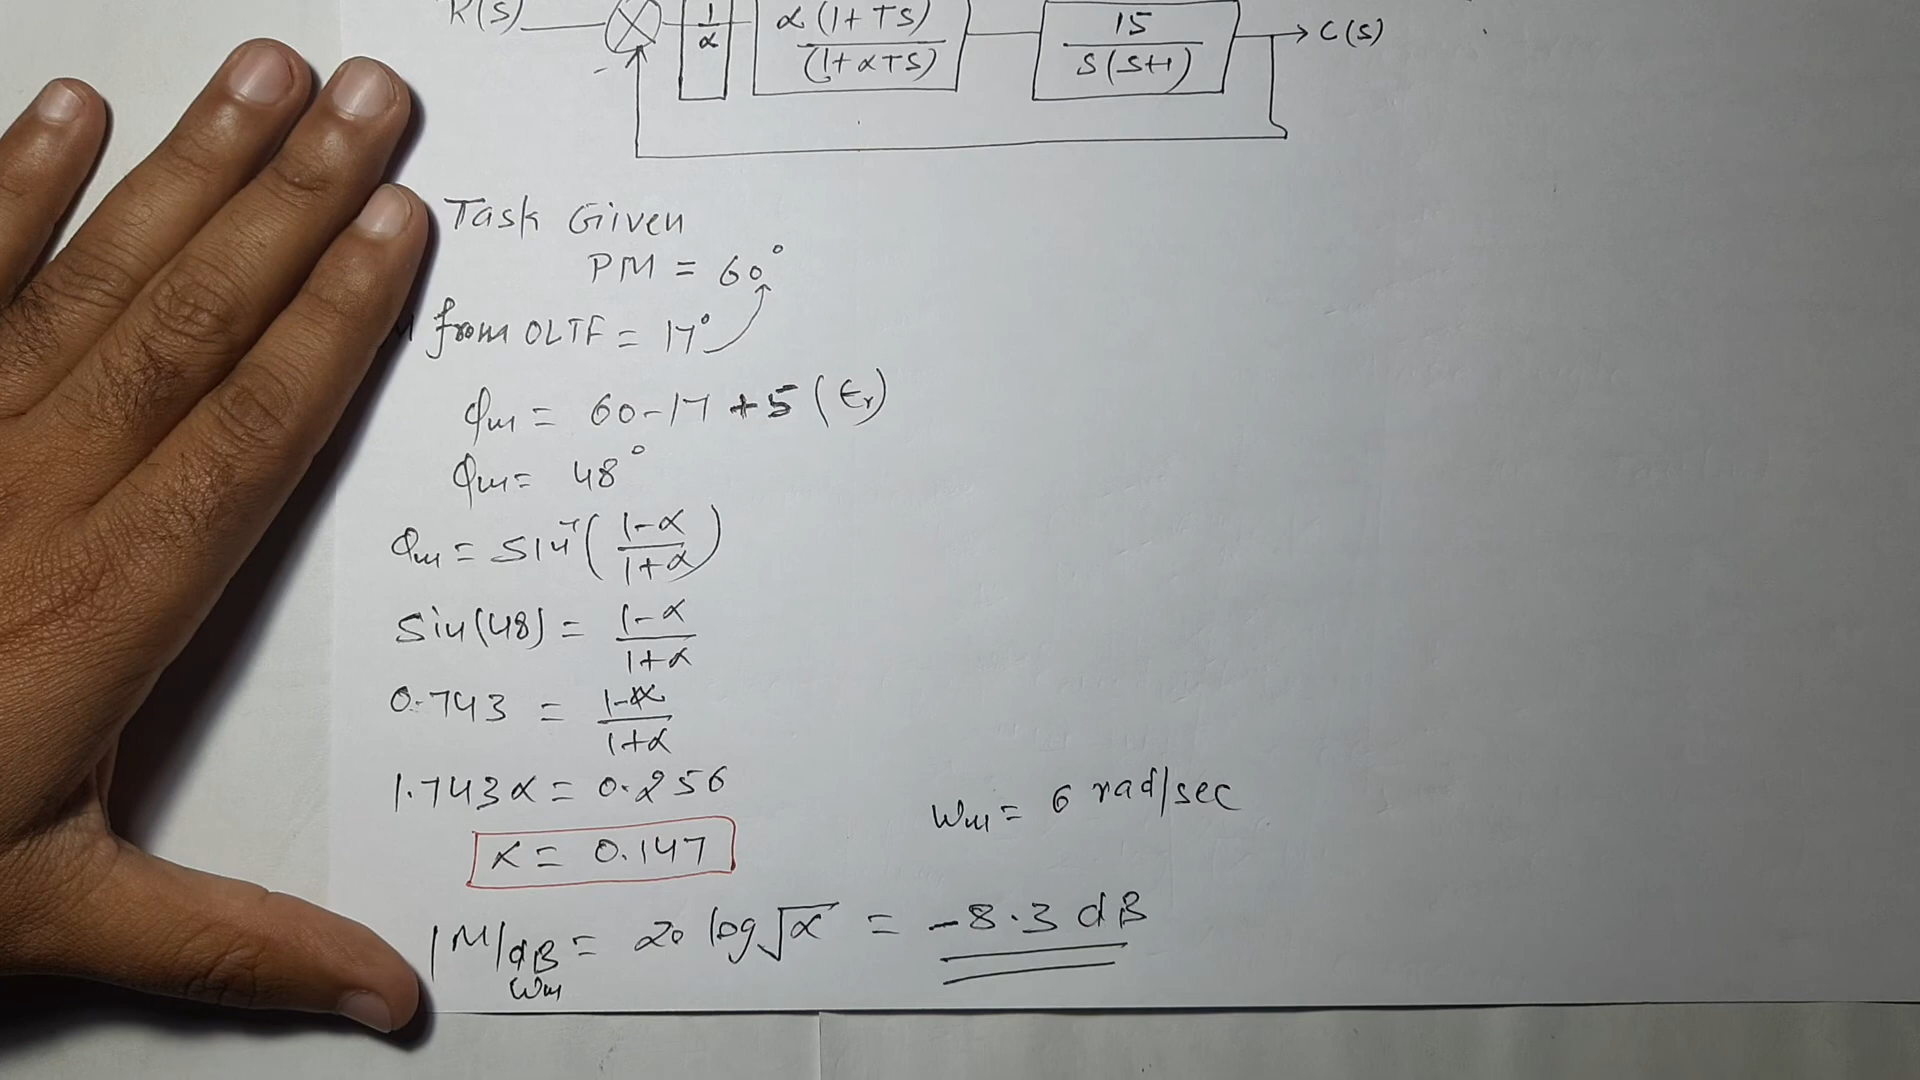 R(s) 1/α α(1+TS)/(1+αTS) 15/s(s+1) C(s)
-
Task Given
PM = 60°
M from OLTF = 17°
φm = 60-17 +5 (Er)
φm = 48°
φm = sin⁻¹(1-α/1+α)
Sin(48) = 1-α/1+α
0.743 = 1-α/1+α
1.743α = 0.256
ωm = 6 rad/sec
α = 0.147
|M|dB ωm = 20 log√α = -8.3 dB